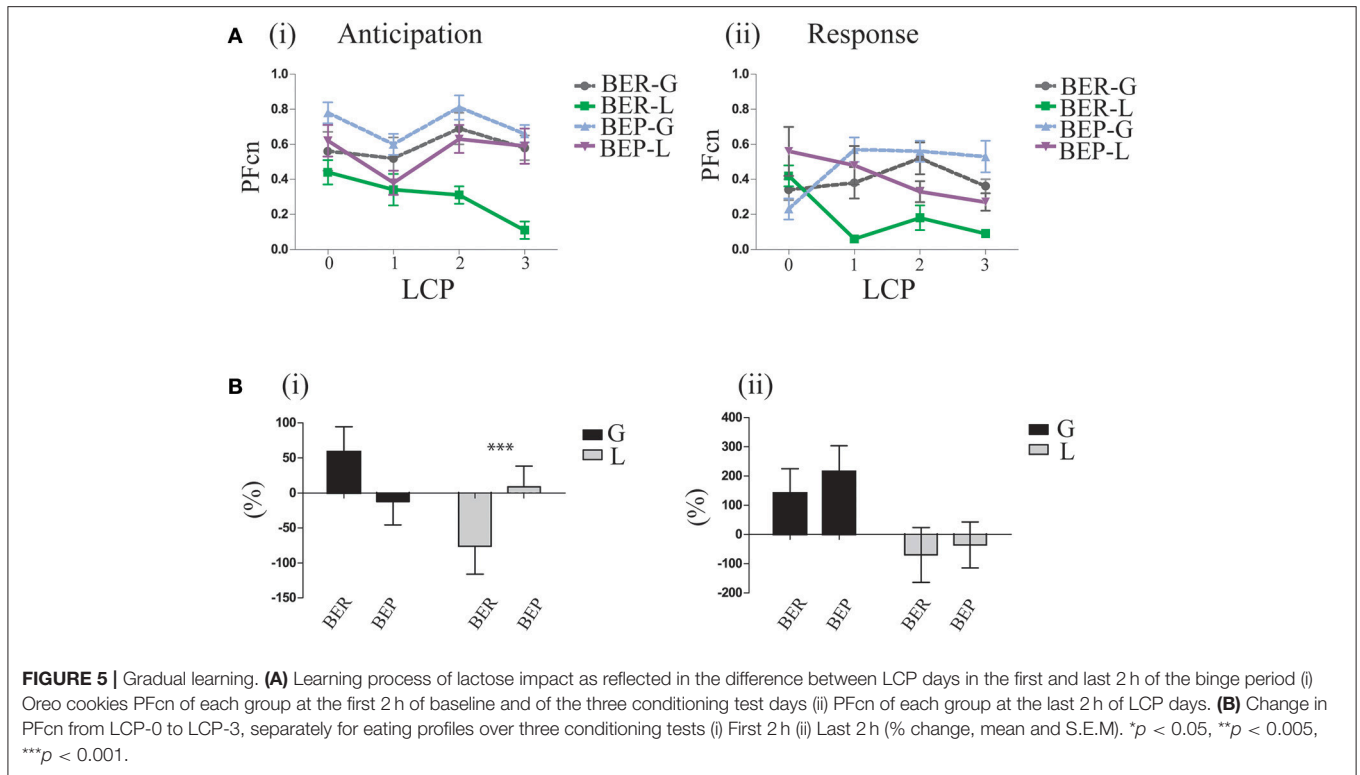 A (i) Anticipation
(ii) Response
1.0
0.8
0.6
0.4
0.2
0.0
PFcn
0 1 2 3
LCP
BER-G
BER-L
BEP-G
BEP-L
1.0
0.8
0.6
0.4
0.2
0.0
PFcn
0 1 2 3
LCP
BER-G
BER-L
BEP-G
BEP-L
B (i)
(ii)
100
50
0
-50
-100
-150
(%)
***
BER BEP BER BEP
G
L
400
300
200
100
0
-100
-200
(%)
BER BEP BER BEP
G
L
FIGURE 5 | Gradual learning. (A) Learning process of lactose impact as reflected in the difference between LCP days in the first and last 2 h of the binge period (i)
Oreo cookies PFcn of each group at the first 2 h of baseline and of the three conditioning test days (ii) PFcn of each group at the last 2 h of LCP days. (B) Change in
PFcn from LCP-0 to LCP-3, separately for eating profiles over three conditioning tests (i) First 2 h (ii) Last 2 h (% change, mean and S.E.M). *p < 0.05, **p < 0.005,
***p < 0.001.